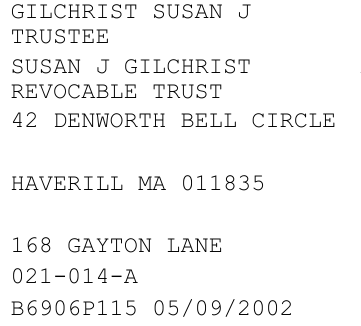 GILCHRIST SUSAN J
TRUSTEE
SUSAN J GILCHRIST
REVOCABLE TRUST
42 DENWORTH BELL CIRCLE
HAVERILL MA 011835
168 GAYTON LANE
021-014-A
B6906P115 05/09/2002